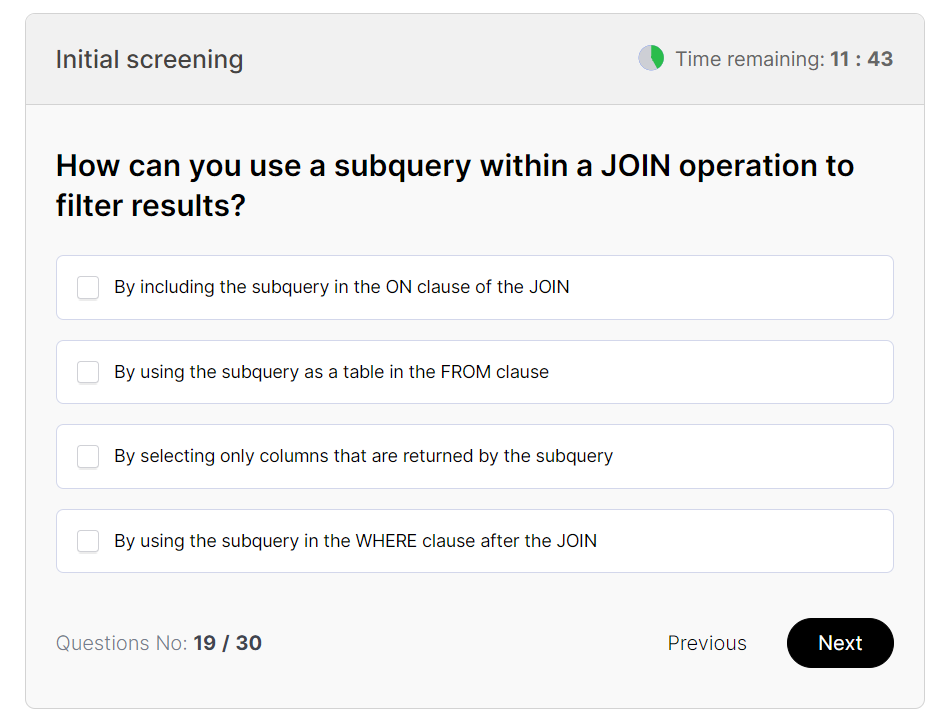 Initial screening
Time remaining: 11 : 43
How can you use a subquery within a JOIN operation to
filter results?
By including the subquery in the ON clause of the JOIN
By using the subquery as a table in the FROM clause
By selecting only columns that are returned by the subquery
By using the subquery in the WHERE clause after the JOIN
Questions No: 19 / 30
Previous
Next